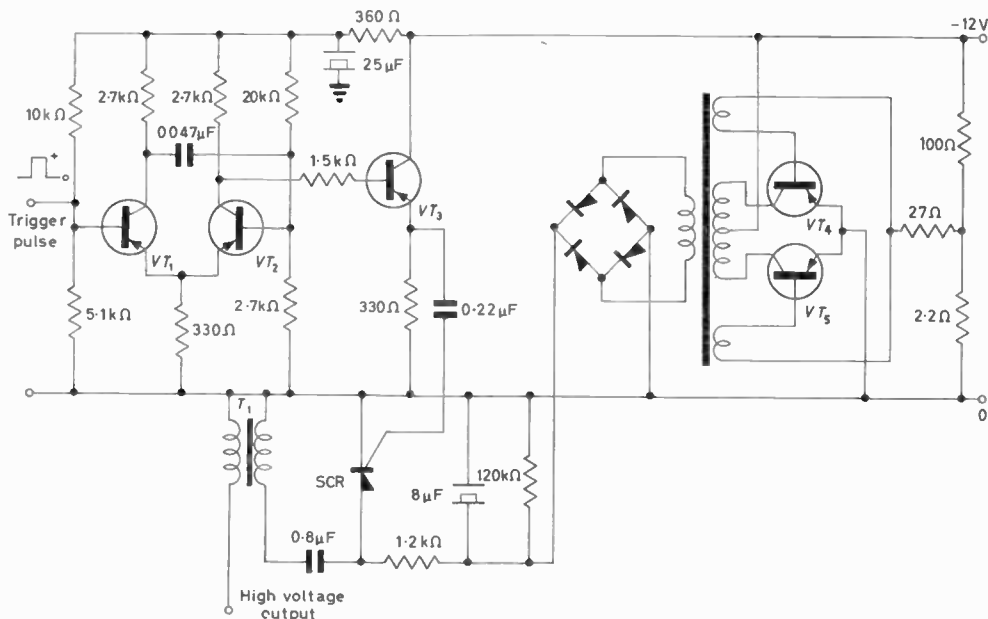 360 Ω
−12V
25 μF
10kΩ
2·7kΩ
2·7kΩ
20kΩ
0047μF
100Ω
+
1·5kΩ
Trigger
pulse
VT1
VT2
VT3
VT4
27Ω
VT5
5·1kΩ
330Ω
2·7kΩ
330Ω
0·22μF
2·2Ω
0
T1
SCR
8μF
120kΩ
0·8μF
1·2kΩ
High voltage
output